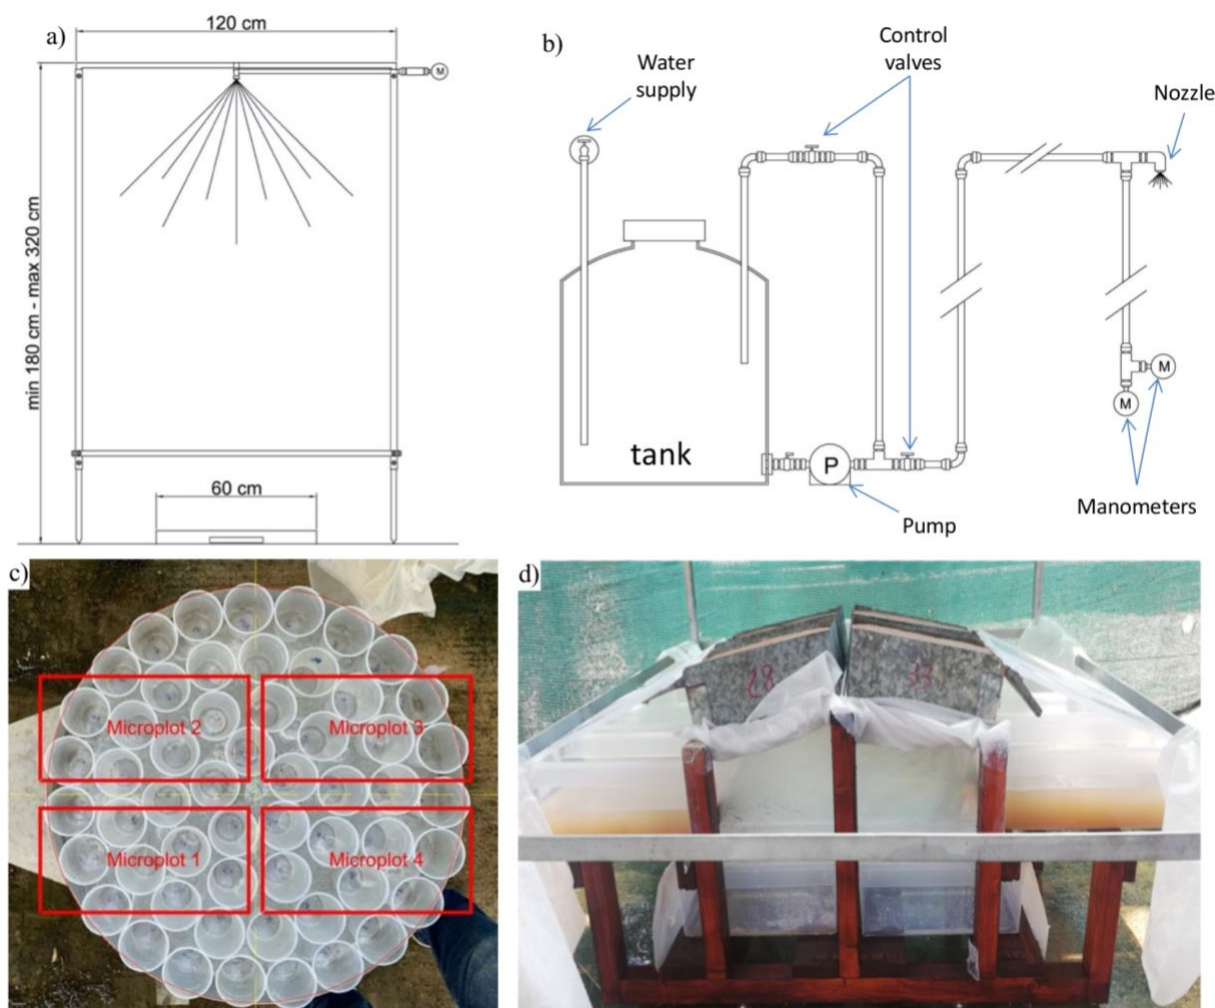 a)
120 cm
M
min 180 cm - max 320 cm
60 cm
b)
Water
supply
Control
valves
Nozzle
tank
P
Pump
M
M
Manometers
c)
Microplot 2
Microplot 3
Microplot 1
Microplot 4
d)
28
33